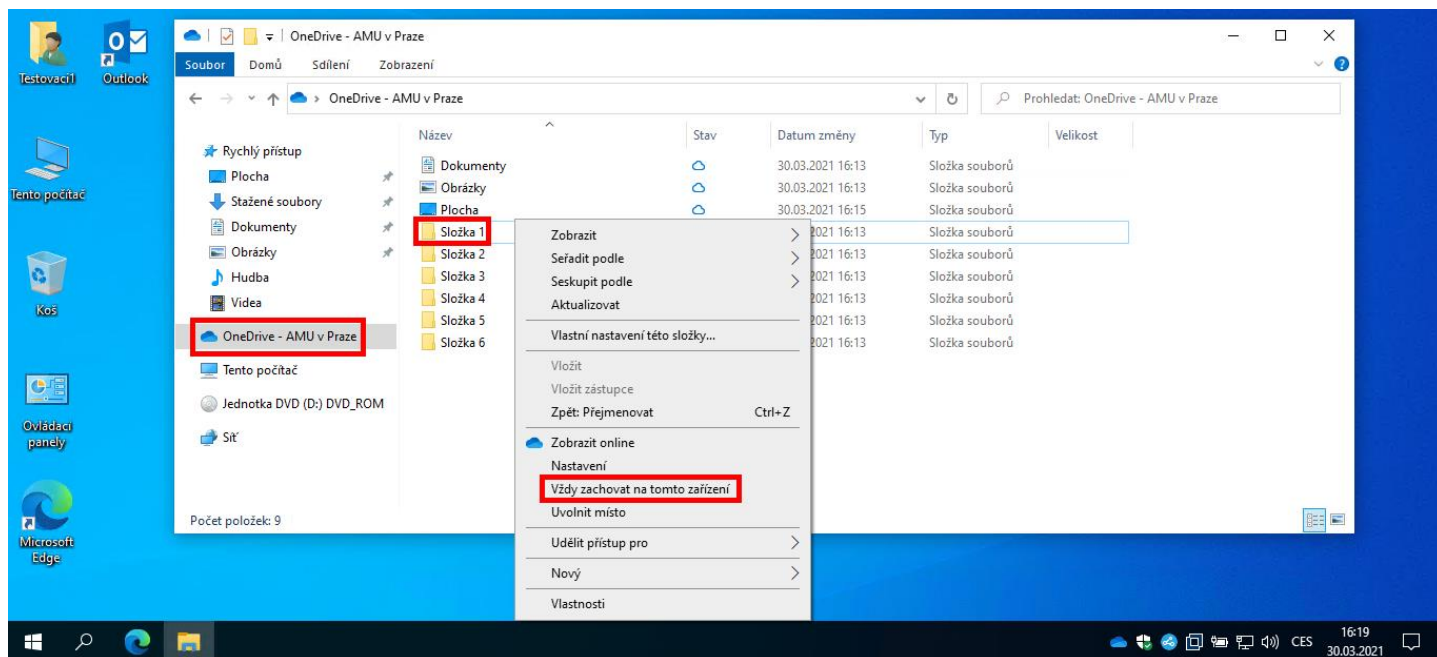 Testovací1
Outlook
Tento počítač
Koš
Ovládací
panely
Microsoft
Edge
OneDrive - AMU v Praze
Soubor Domů Sdílení Zobrazení
OneDrive - AMU v Praze
Prohledat: OneDrive - AMU v Praze
Rychlý přístup
Plocha
Stažené soubory
Dokumenty
Obrázky
Hudba
Videa
OneDrive - AMU v Praze
Tento počítač
Jednotka DVD (D:) DVD_ROM
Síť
Název Stav Datum změny Typ Velikost
Dokumenty 30.03.2021 16:13 Složka souborů
Obrázky 30.03.2021 16:13 Složka souborů
Plocha 30.03.2021 16:15 Složka souborů
Složka 1 2021 16:13 Složka souborů
Složka 2 2021 16:13 Složka souborů
Složka 3 2021 16:13 Složka souborů
Složka 4 2021 16:13 Složka souborů
Složka 5 2021 16:13 Složka souborů
Složka 6 2021 16:13 Složka souborů
Zobrazit
Seřadit podle
Seskupit podle
Aktualizovat
Vlastní nastavení této složky...
Vložit
Vložit zástupce
Zpět: Přejmenovat Ctrl+Z
Zobrazit online
Nastavení
Vždy zachovat na tomto zařízení
Uvolnit místo
Udělit přístup pro
Nový
Vlastnosti
Počet položek: 9
CES
16:19
30.03.2021